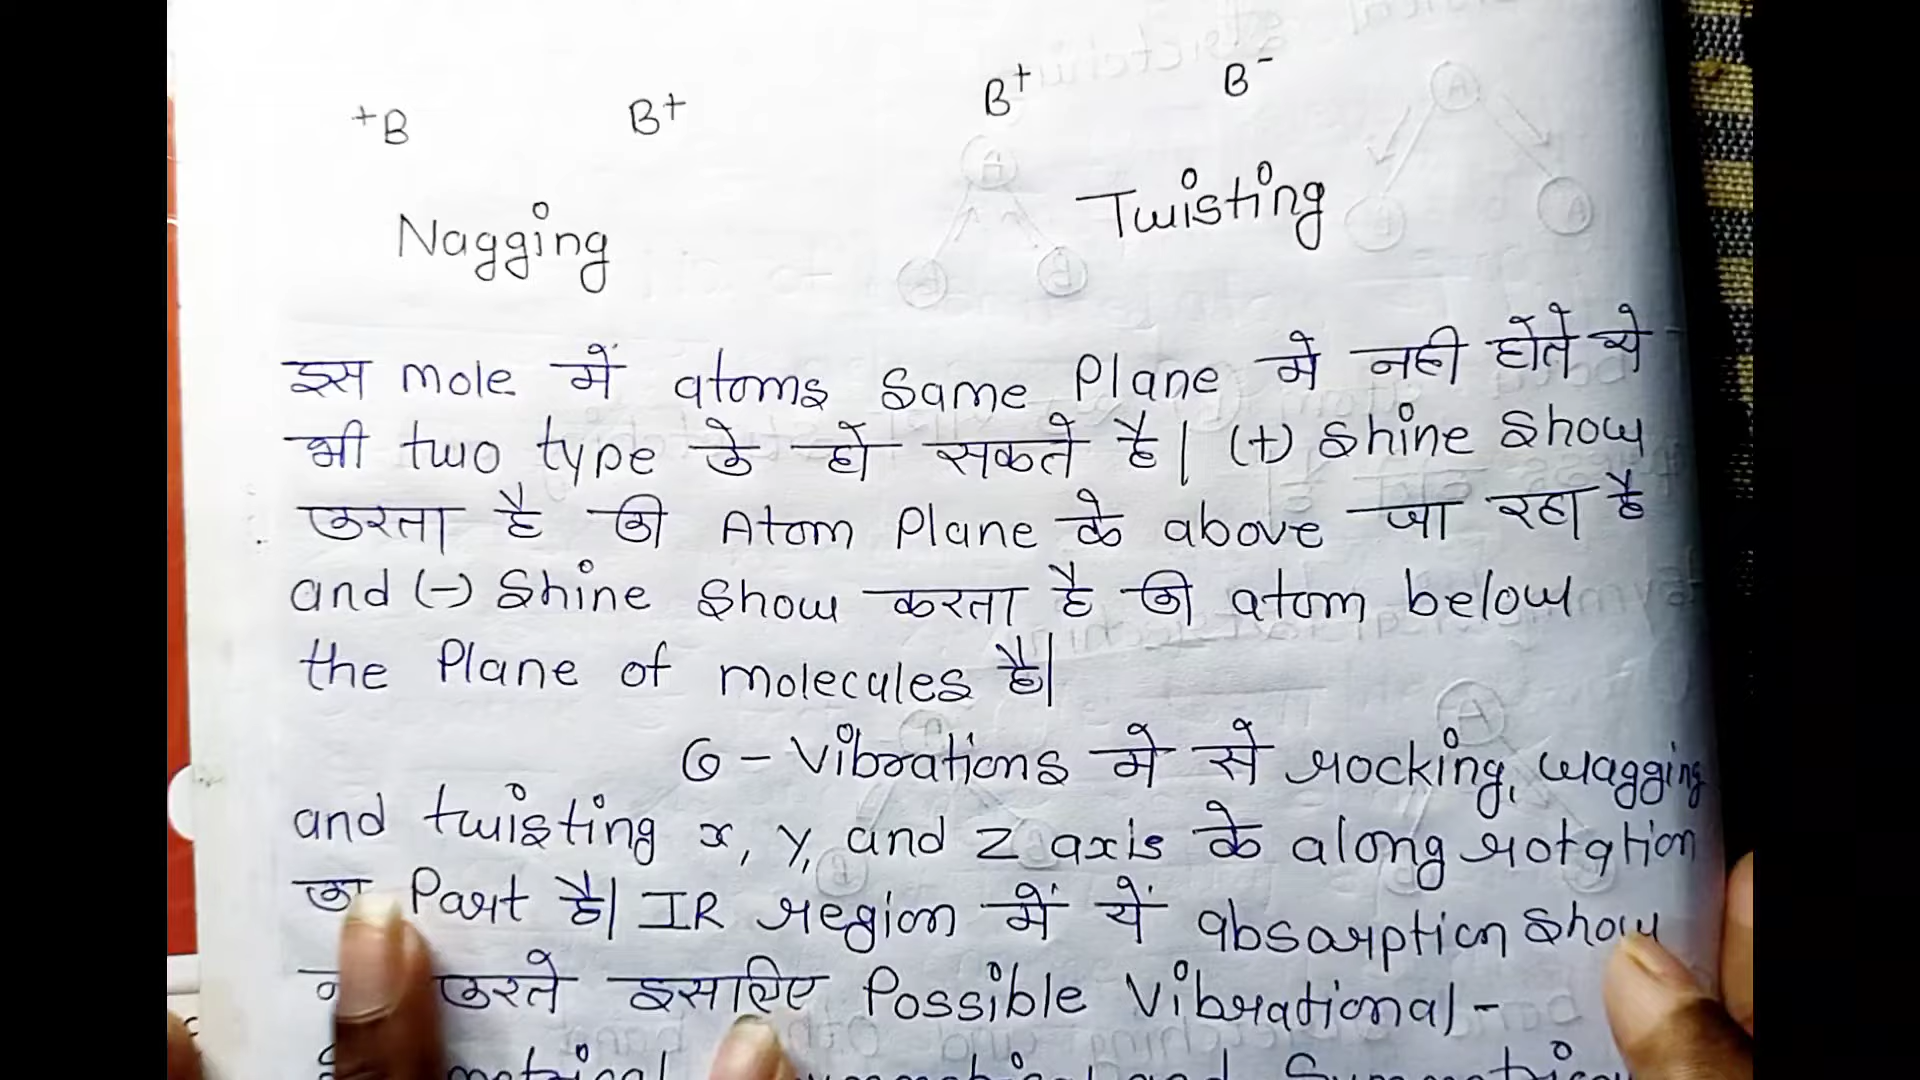 +B B+ B+ B-
Nagging Twisting
इस mole में atoms same Plane मे नही होते ये
भी two type के हो सकते है। (+) Shine Show
करता है की Atom Plane के above जा रहा है
and (-) Shine Show करता है की atom below
the Plane of molecules है।
6 - Vibrations मे से rocking, wagging
and twisting x, y, and z axis के along rotation
का Part है। IR region में ये absorption show
करते इसलिए Possible Vibrational -
and Symmetrical